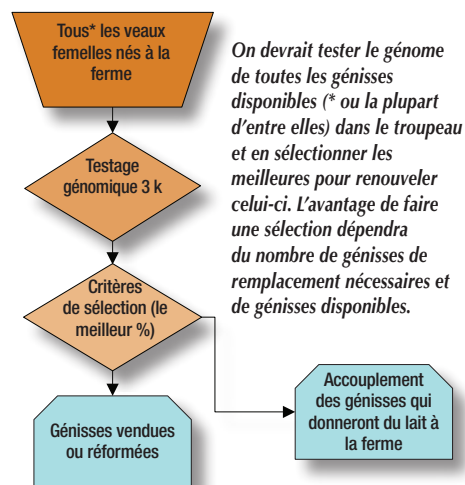 Tous* les veaux
femelles nés à la
ferme
On devrait tester le génome
de toutes les génisses
disponibles (* ou la plupart
d'entre elles) dans le troupeau
et en sélectionner les
meilleures pour renouveler
celui-ci. L'avantage de faire
une sélection dépendra
du nombre de génisses de
remplacement nécessaires et
de génisses disponibles.
Testage
génomique 3 k
Critères
de sélection (le
meilleur %)
Accouplement
des génisses qui
donneront du lait à
la ferme
Génisses vendues
ou réformées